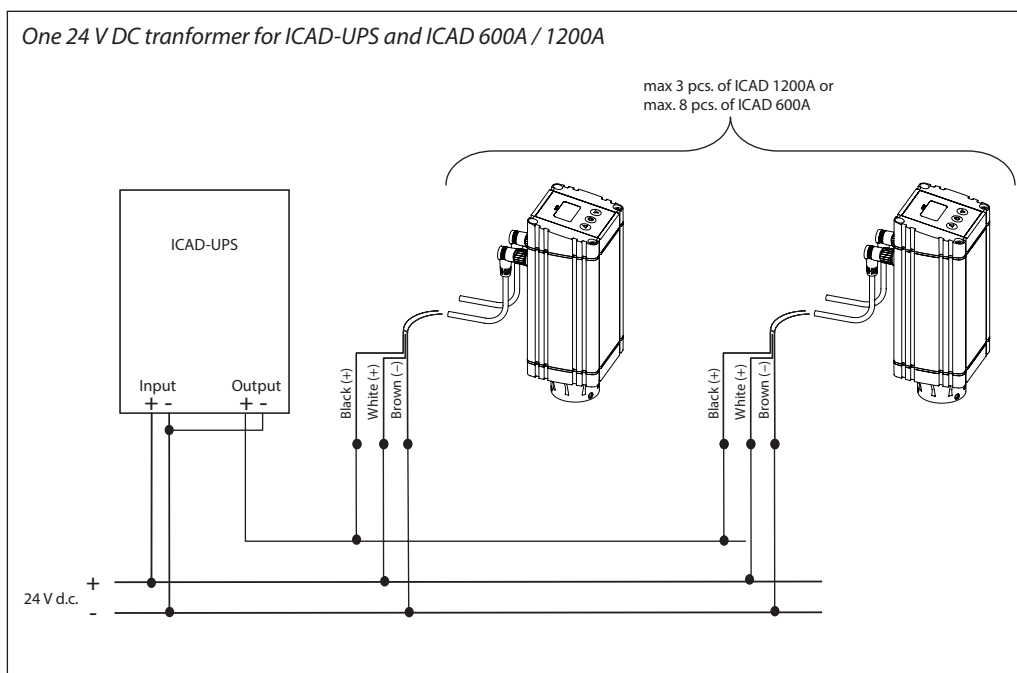 One 24 V DC tranformer for ICAD-UPS and ICAD 600A / 1200A
max 3 pcs. of ICAD 1200A or
max. 8 pcs. of ICAD 600A
ICAD-UPS
Input
Output
+ -
+ -
Black (+)
White (+)
Brown (−)
Black (+)
White (+)
Brown (−)
+
24 V d.c.
-